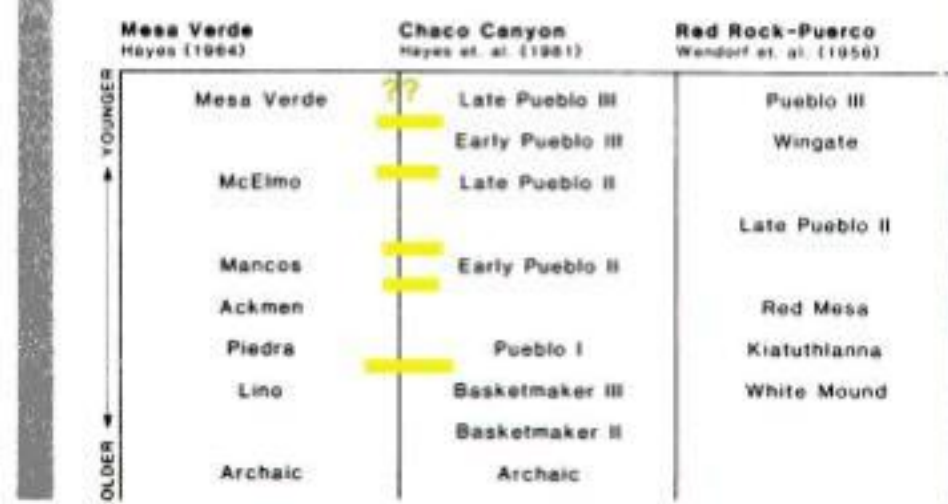 Mesa Verde Chaco Canyon Red Rock-Puerco
Hayes (1964) Hayes et. al. (1981) Wendorf et. al. (1956)
YOUNGER
OLDER
Mesa Verde ?? Late Pueblo III Pueblo III
Early Pueblo III Wingate
McElmo Late Pueblo II
Late Pueblo II
Mancos Early Pueblo II
Ackmen Red Mesa
Piedra Pueblo I Kiatuthlanna
Lino Basketmaker III White Mound
Basketmaker II
Archaic Archaic